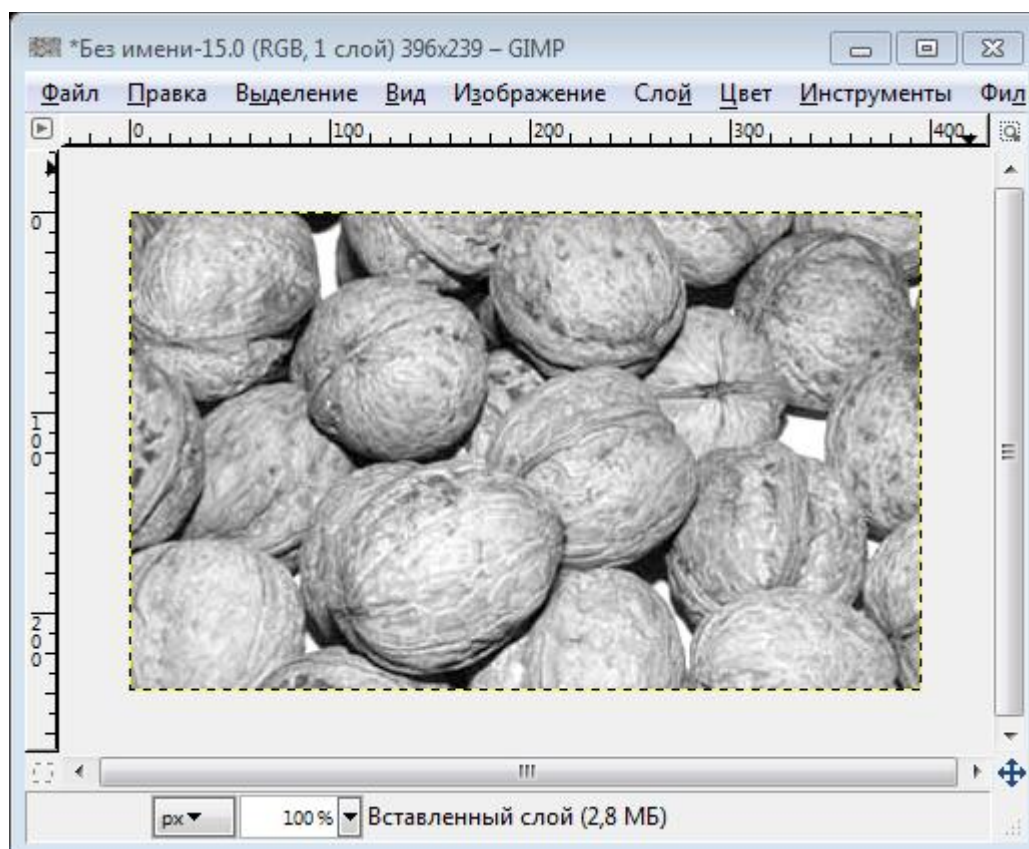 *Без имени-15.0 (RGB, 1 слой) 396x239 – GIMP
Файл Правка Выделение Вид Изображение Слой Цвет Инструменты Фил
0 100 200 300 400
0
100
200
px 100 % Вставленный слой (2,8 МБ)